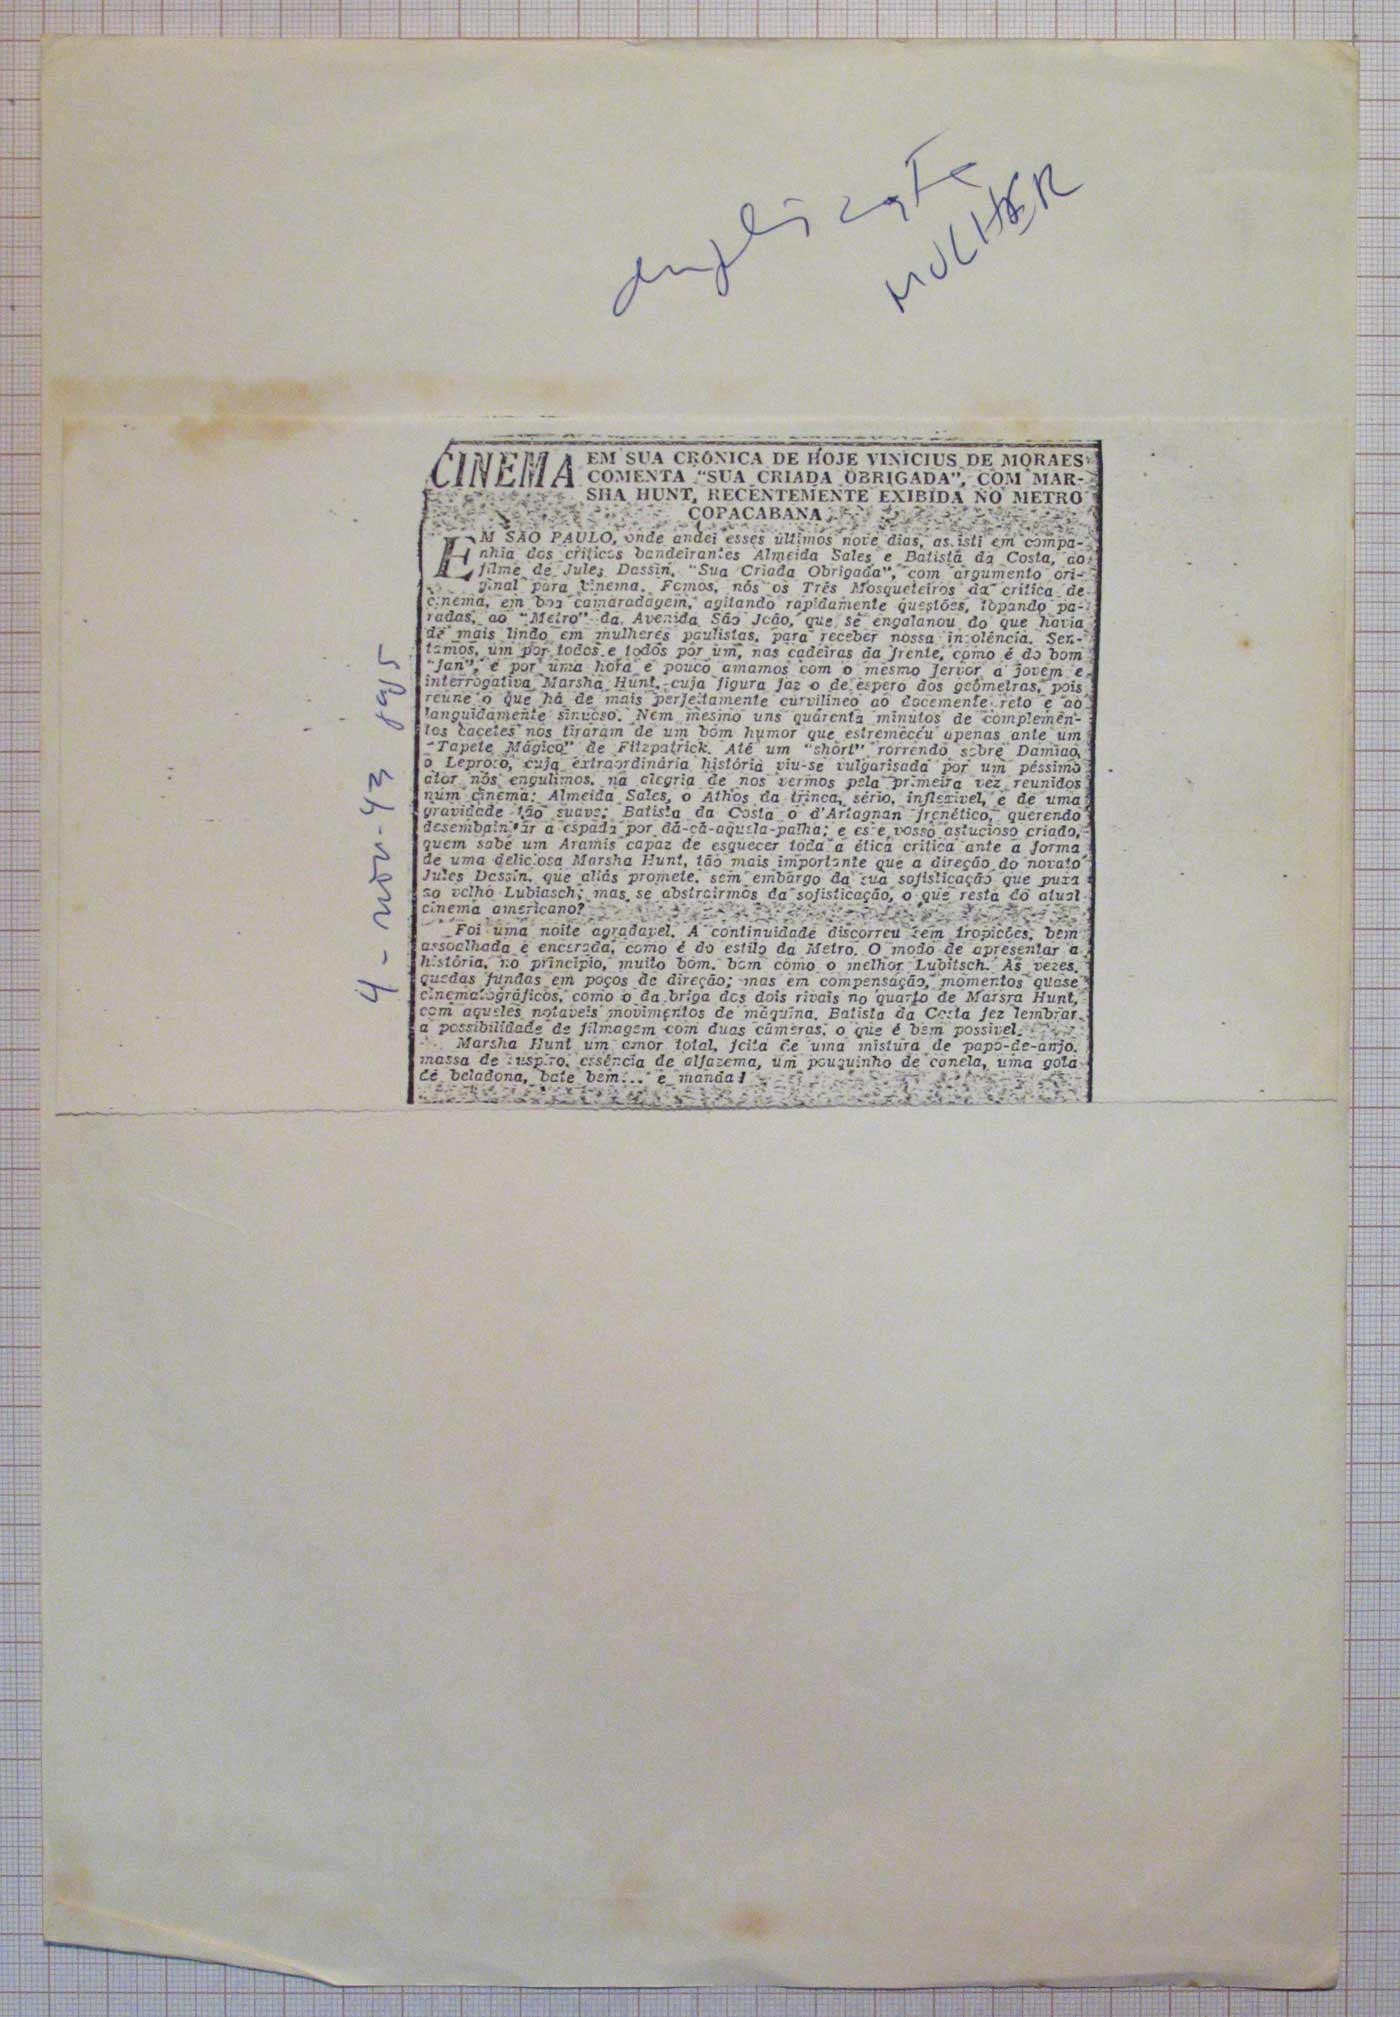 duplicata
MULHER
4-nov-43 8915
CINEMA
EM SUA CRÔNICA DE HOJE VINICIUS DE MORAES
COMENTA "SUA CRIADA OBRIGADA", COM MAR-
SHA HUNT, RECENTEMENTE EXIBIDA NO METRO
COPACABANA
EM SÃO PAULO, onde andei esses últimos nove dias, assisti em compa-
nhia dos críticos bandeirantes Almeida Sales e Batista da Costa, ao
filme de Jules Dassin, "Sua Criada Obrigada", com argumento ori-
ginal para cinema. Fomos, nós os Três Mosqueteiros da crítica de
cinema, em boa camaradagem, agitando rapidamente questões, topando pa-
radas, ao "Metro" da Avenida São João, que se engalanou do que havia
de mais lindo em mulheres paulistas, para receber nossa insolência. Sen-
tamos, um por todos e todos por um, nas cadeiras da frente, como é do bom
"fan", e por uma hora e pouco amamos com o mesmo fervor a jovem e
interrogativa Marsha Hunt, cuja figura faz o desespero dos geômetras, pois
reune o que há de mais perfeitamente curvilíneo ao docemente reto e ao
languidamente sinuoso. Nem mesmo uns quarenta minutos de complemen-
tos cacetes nos tiraram de um bom humor que estremeceu apenas ante um
"Tapete Mágico" de Fitzpatrick. Até um "short" horrendo sobre Damião,
o Leproso, cuja extraordinária história viu-se vulgarisada por um péssimo
ator nós engulimos, na alegria de nos vermos pela primeira vez reunidos
num cinema: Almeida Sales, o Athos da trinca, sério, inflexivel, e de uma
gravidade tão suave; Batista da Costa o d'Artagnan frenético, querendo
desembainhar a espada por dá-cá-aquela-palha; e este vosso astucioso criado,
quem sabe um Aramis capaz de esquecer toda a ética crítica ante a forma
de uma deliciosa Marsha Hunt, tão mais importante que a direção do novato
Jules Dessin, que aliás promete, sem embargo da sua sofisticação que puxa
ao velho Lubiasch; mas se abstrairmos da sofisticação, o que resta do atual
cinema americano?
Foi uma noite agradavel. A continuidade discorreu sem tropicões, bem
assoalhada e encerada, como é do estilo da Metro. O modo de apresentar a
história, no princípio, muito bom, bom como o melhor Lubitsch. As vezes,
quedas fundas em poços de direção; mas em compensação, momentos quase
cinematográficos, como o da briga dos dois rivais no quarto de Marsra Hunt,
com aqueles notaveis movimentos de máquina. Batista da Costa fez lembrar
a possibilidade de filmagem com duas câmeras, o que é bem possivel.
Marsha Hunt um amor total, feita de uma mistura de papo-de-anjo,
massa de suspiro, essência de alfazema, um pouquinho de canela, uma gota
de beladona, bate bem... e manda!